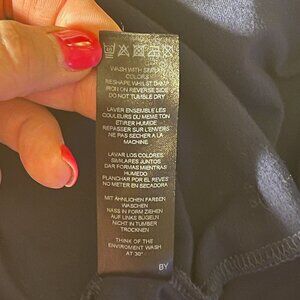 WASH WITH SIMILAR
COLORS
RESHAPE WHILST DAMP
IRON ON REVERSE SIDE
DO NOT TUMBLE DRY
LAVER ENSEMBLE LES
COULEURS DU MEME TON
ETIRER HUMIDE
REPASSER SUR L'ENVERS
NE PAS SECHER A LA
MACHINE
LAVAR LOS COLORES
SIMILARES JUNTOS
DAR FORMAS MIENTRAS
HUMEDO
PLANCHAR POR EL REVES
NO METER EN SECADORA
MIT ÄHNLICHEN FARBEN
WASCHEN
NASS IN FORM ZIEHEN
AUF LINKS BÜGELN
NICHT IN TUMBER
TROCKNEN
THINK OF THE
ENVIROMENT WASH
AT 30°
BY